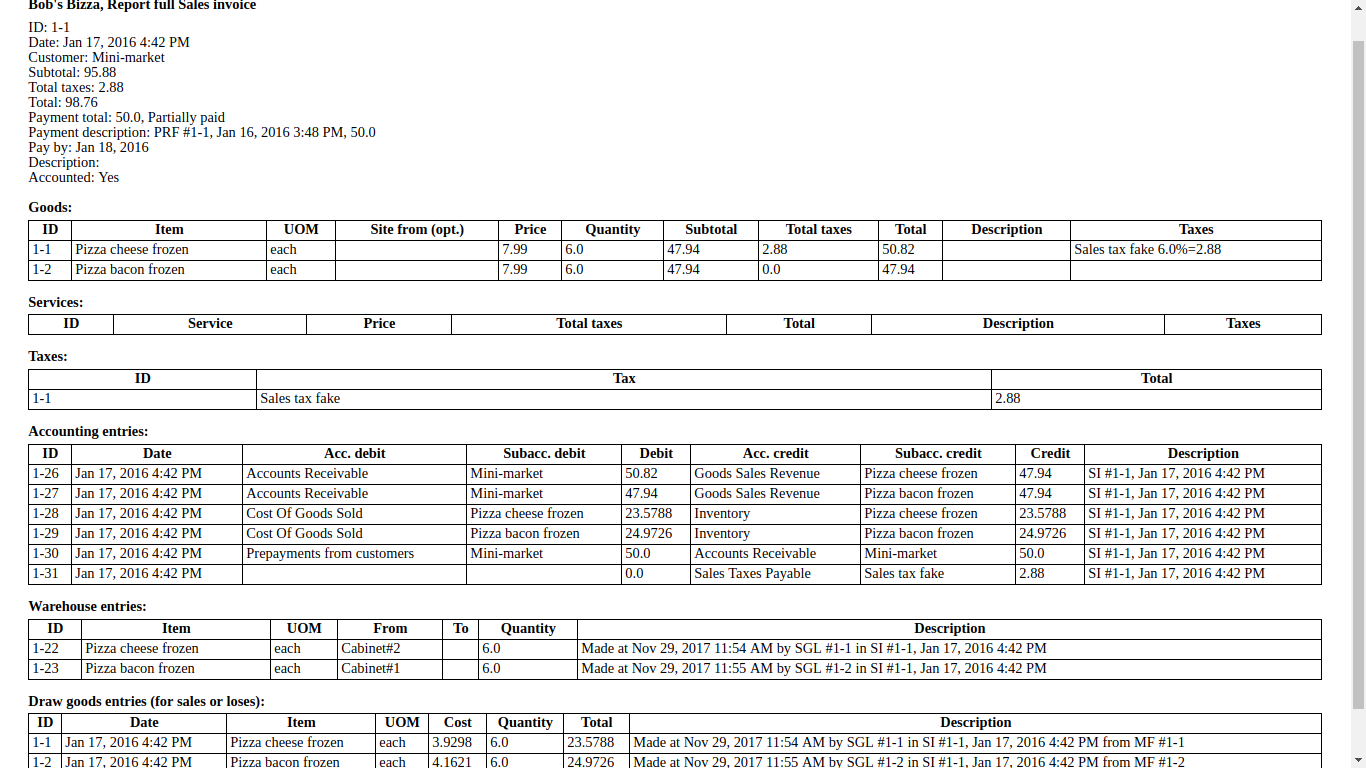 Bob's Bizza, Report full Sales invoice
ID: 1-1
Date: Jan 17, 2016 4:42 PM
Customer: Mini-market
Subtotal: 95.88
Total taxes: 2.88
Total: 98.76
Payment total: 50.0, Partially paid
Payment description: PRF #1-1, Jan 16, 2016 3:48 PM, 50.0
Pay by: Jan 18, 2016
Description:
Accounted: Yes
Goods:
ID Item UOM Site from (opt.) Price Quantity Subtotal Total taxes Total Description Taxes
1-1 Pizza cheese frozen each 7.99 6.0 47.94 2.88 50.82 Sales tax fake 6.0%=2.88
1-2 Pizza bacon frozen each 7.99 6.0 47.94 0.0 47.94
Services:
ID Service Price Total taxes Total Description Taxes
Taxes:
ID Tax Total
1-1 Sales tax fake 2.88
Accounting entries:
ID Date Acc. debit Subacc. debit Debit Acc. credit Subacc. credit Credit Description
1-26 Jan 17, 2016 4:42 PM Accounts Receivable Mini-market 50.82 Goods Sales Revenue Pizza cheese frozen 47.94 SI #1-1, Jan 17, 2016 4:42 PM
1-27 Jan 17, 2016 4:42 PM Accounts Receivable Mini-market 47.94 Goods Sales Revenue Pizza bacon frozen 47.94 SI #1-1, Jan 17, 2016 4:42 PM
1-28 Jan 17, 2016 4:42 PM Cost Of Goods Sold Pizza cheese frozen 23.5788 Inventory Pizza cheese frozen 23.5788 SI #1-1, Jan 17, 2016 4:42 PM
1-29 Jan 17, 2016 4:42 PM Cost Of Goods Sold Pizza bacon frozen 24.9726 Inventory Pizza bacon frozen 24.9726 SI #1-1, Jan 17, 2016 4:42 PM
1-30 Jan 17, 2016 4:42 PM Prepayments from customers Mini-market 50.0 Accounts Receivable Mini-market 50.0 SI #1-1, Jan 17, 2016 4:42 PM
1-31 Jan 17, 2016 4:42 PM 0.0 Sales Taxes Payable Sales tax fake 2.88 SI #1-1, Jan 17, 2016 4:42 PM
Warehouse entries:
ID Item UOM From To Quantity Description
1-22 Pizza cheese frozen each Cabinet#2 6.0 Made at Nov 29, 2017 11:54 AM by SGL #1-1 in SI #1-1, Jan 17, 2016 4:42 PM
1-23 Pizza bacon frozen each Cabinet#1 6.0 Made at Nov 29, 2017 11:55 AM by SGL #1-2 in SI #1-1, Jan 17, 2016 4:42 PM
Draw goods entries (for sales or loses):
ID Date Item UOM Cost Quantity Total Description
1-1 Jan 17, 2016 4:42 PM Pizza cheese frozen each 3.9298 6.0 23.5788 Made at Nov 29, 2017 11:54 AM by SGL #1-1 in SI #1-1, Jan 17, 2016 4:42 PM from MF #1-1
1-2 Jan 17, 2016 4:42 PM Pizza bacon frozen each 4.1621 6.0 24.9726 Made at Nov 29, 2017 11:55 AM by SGL #1-2 in SI #1-1, Jan 17, 2016 4:42 PM from MF #1-2